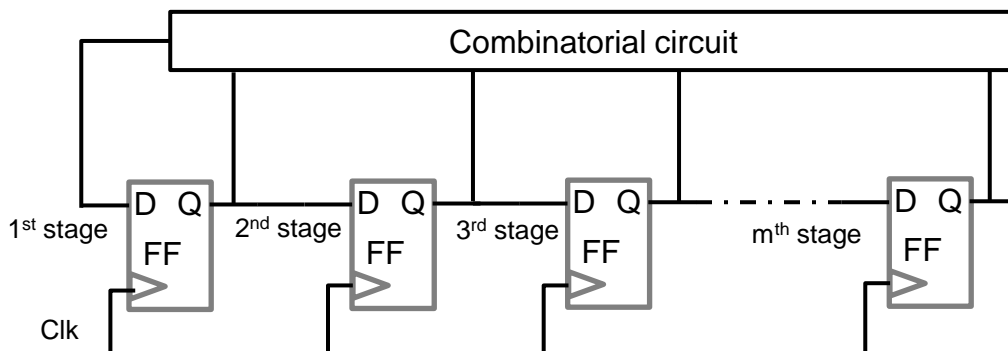 Combinatorial circuit
D Q
D Q
D Q
D Q
1st stage
2nd stage
3rd stage
mth stage
FF
FF
FF
FF
Clk